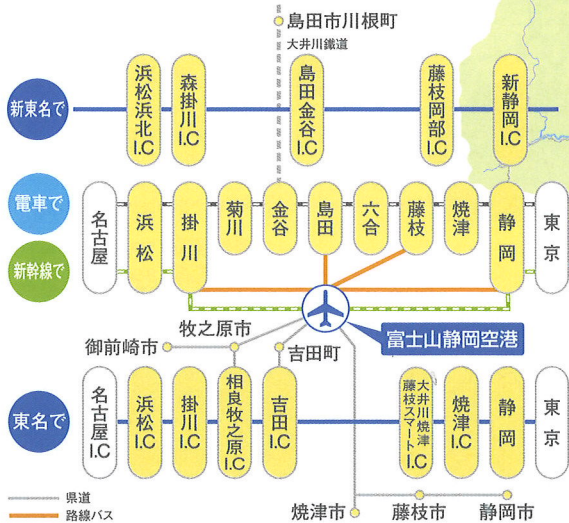 島田市川根町
大井川鐵道
新東名で
浜松浜北I.C
森掛川I.C
島田金谷I.C
藤枝岡部I.C
新静岡I.C
電車で
新幹線で
名古屋
浜松
掛川
菊川
金谷
島田
六合
藤枝
焼津
静岡
東京
富士山静岡空港
牧之原市
御前崎市
吉田町
東名で
名古屋I.C
浜松I.C
掛川I.C
相良牧之原I.C
吉田I.C
大井川焼津
藤枝スマートI.C
焼津I.C
静岡
東京
県道
路線バス
焼津市
藤枝市
静岡市